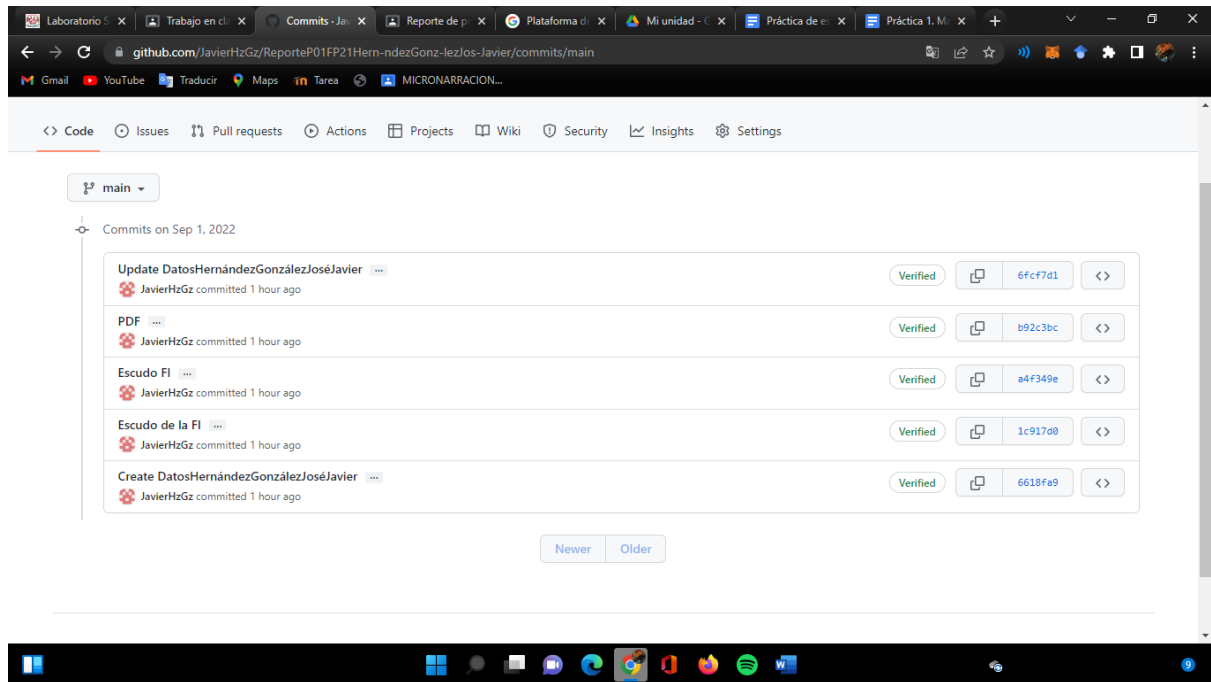 Laboratorio S
Trabajo en cla
Commits · Jav
Reporte de pr
Plataforma de
Mi unidad - G
Práctica de es
Práctica 1. Ma
github.com/JavierHzGz/ReporteP01FP21Hern-ndezGonz-lezJos-Javier/commits/main
Gmail
YouTube
Traducir
Maps
Tarea
MICRONARRACION...
Code
Issues
Pull requests
Actions
Projects
Wiki
Security
Insights
Settings
main
Commits on Sep 1, 2022
Update DatosHernándezGonzálezJoséJavier ...
JavierHzGz committed 1 hour ago
Verified
6fcf7d1
PDF ...
JavierHzGz committed 1 hour ago
Verified
b92c3bc
Escudo FI ...
JavierHzGz committed 1 hour ago
Verified
a4f349e
Escudo de la FI ...
JavierHzGz committed 1 hour ago
Verified
1c917d0
Create DatosHernándezGonzálezJoséJavier ...
JavierHzGz committed 1 hour ago
Verified
6618fa9
Newer
Older
9